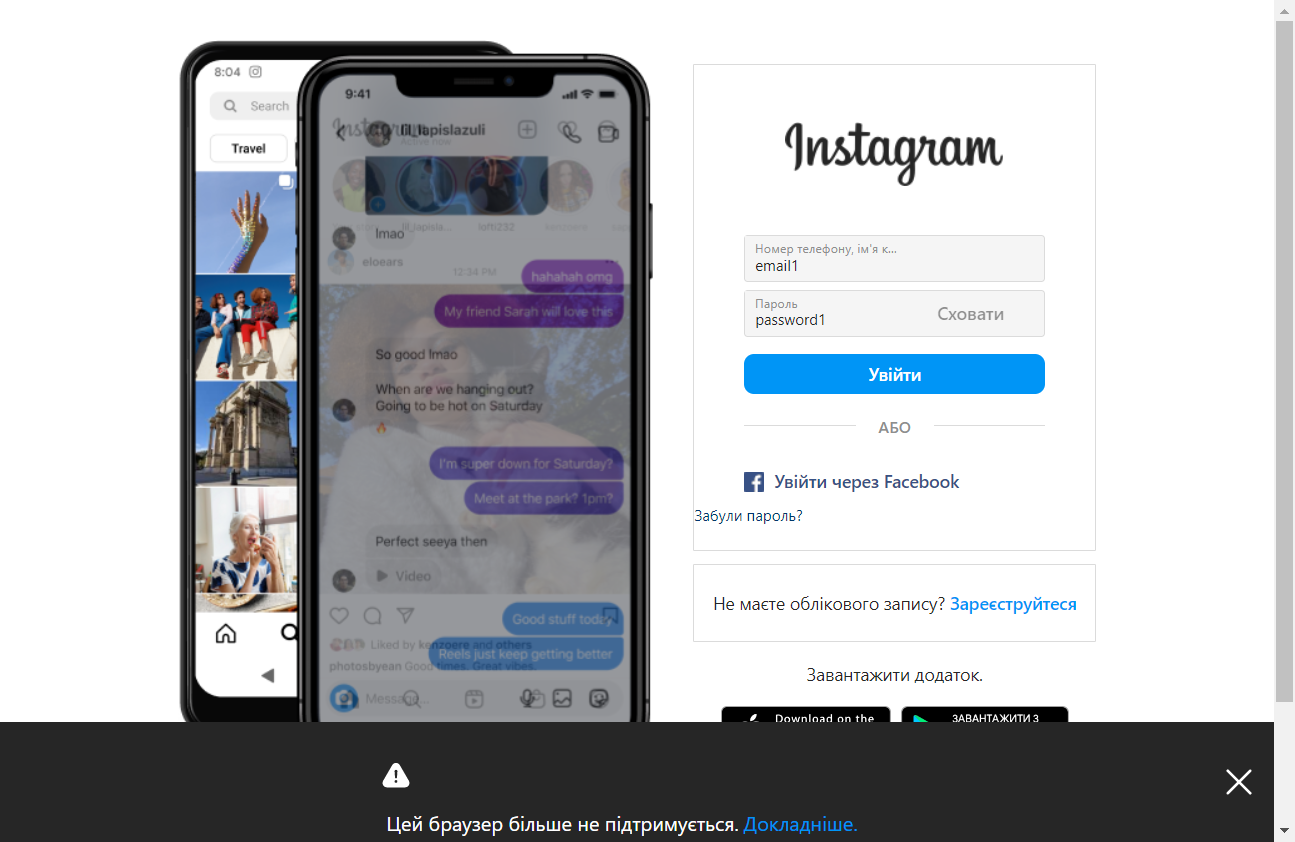 8:04
Search
Travel
9:41
Instagram
lil_lapislazuli
Active now
lil_lapisla...
lofti232
lmao
eloears
12:34 PM
hahahah omg
My friend Sarah will love this
So good lmao
When are we hanging out?
Going to be hot on Saturday
I'm super down for Saturday?
Meet at the park? 1pm?
Perfect seeya then
Video
Good stuff today
Liked by kenzoere and others
Reels just keep getting better
photosbyean Good times. Great vibes.
Message...
Instagram
Номер телефону, ім'я к...
email1
Пароль
password1
Сховати
Увійти
АБО
Увійти через Facebook
Забули пароль?
Не маєте облікового запису? Зареєструйтеся
Завантажити додаток.
Download on the
ЗАВАНТАЖИТИ З
Цей браузер більше не підтримується. Докладніше.